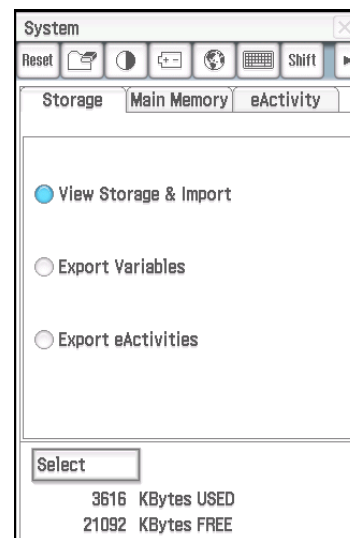 System
Reset Shift
Storage Main Memory eActivity
View Storage & Import
Export Variables
Export eActivities
Select
3616 KBytes USED
21092 KBytes FREE